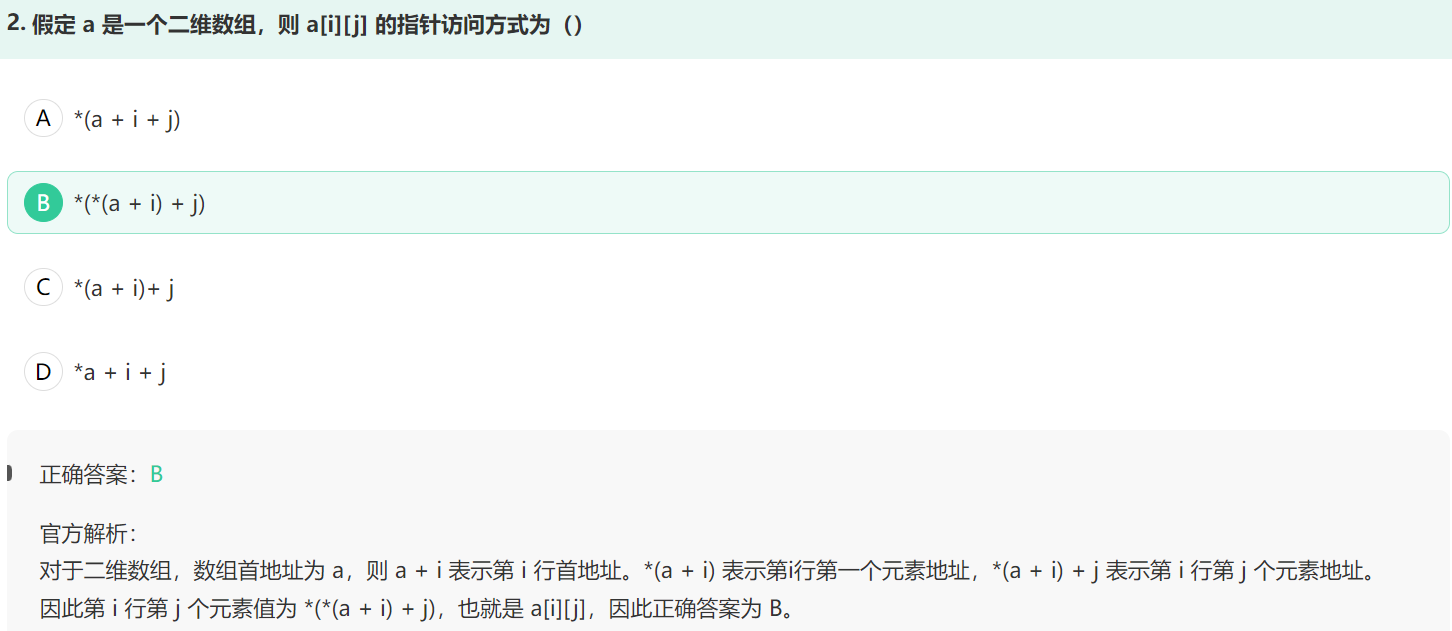 2. 假定 a 是一个二维数组，则 a[i][j] 的指针访问方式为（）
A *(a + i + j)
B *(*(a + i) + j)
C *(a + i)+ j
D *a + i + j
正确答案：B
官方解析：
对于二维数组，数组首地址为 a，则 a + i 表示第 i 行首地址。*(a + i) 表示第i行第一个元素地址，*(a + i) + j 表示第 i 行第 j 个元素地址。
因此第 i 行第 j 个元素值为 *(*(a + i) + j)，也就是 a[i][j]，因此正确答案为 B。